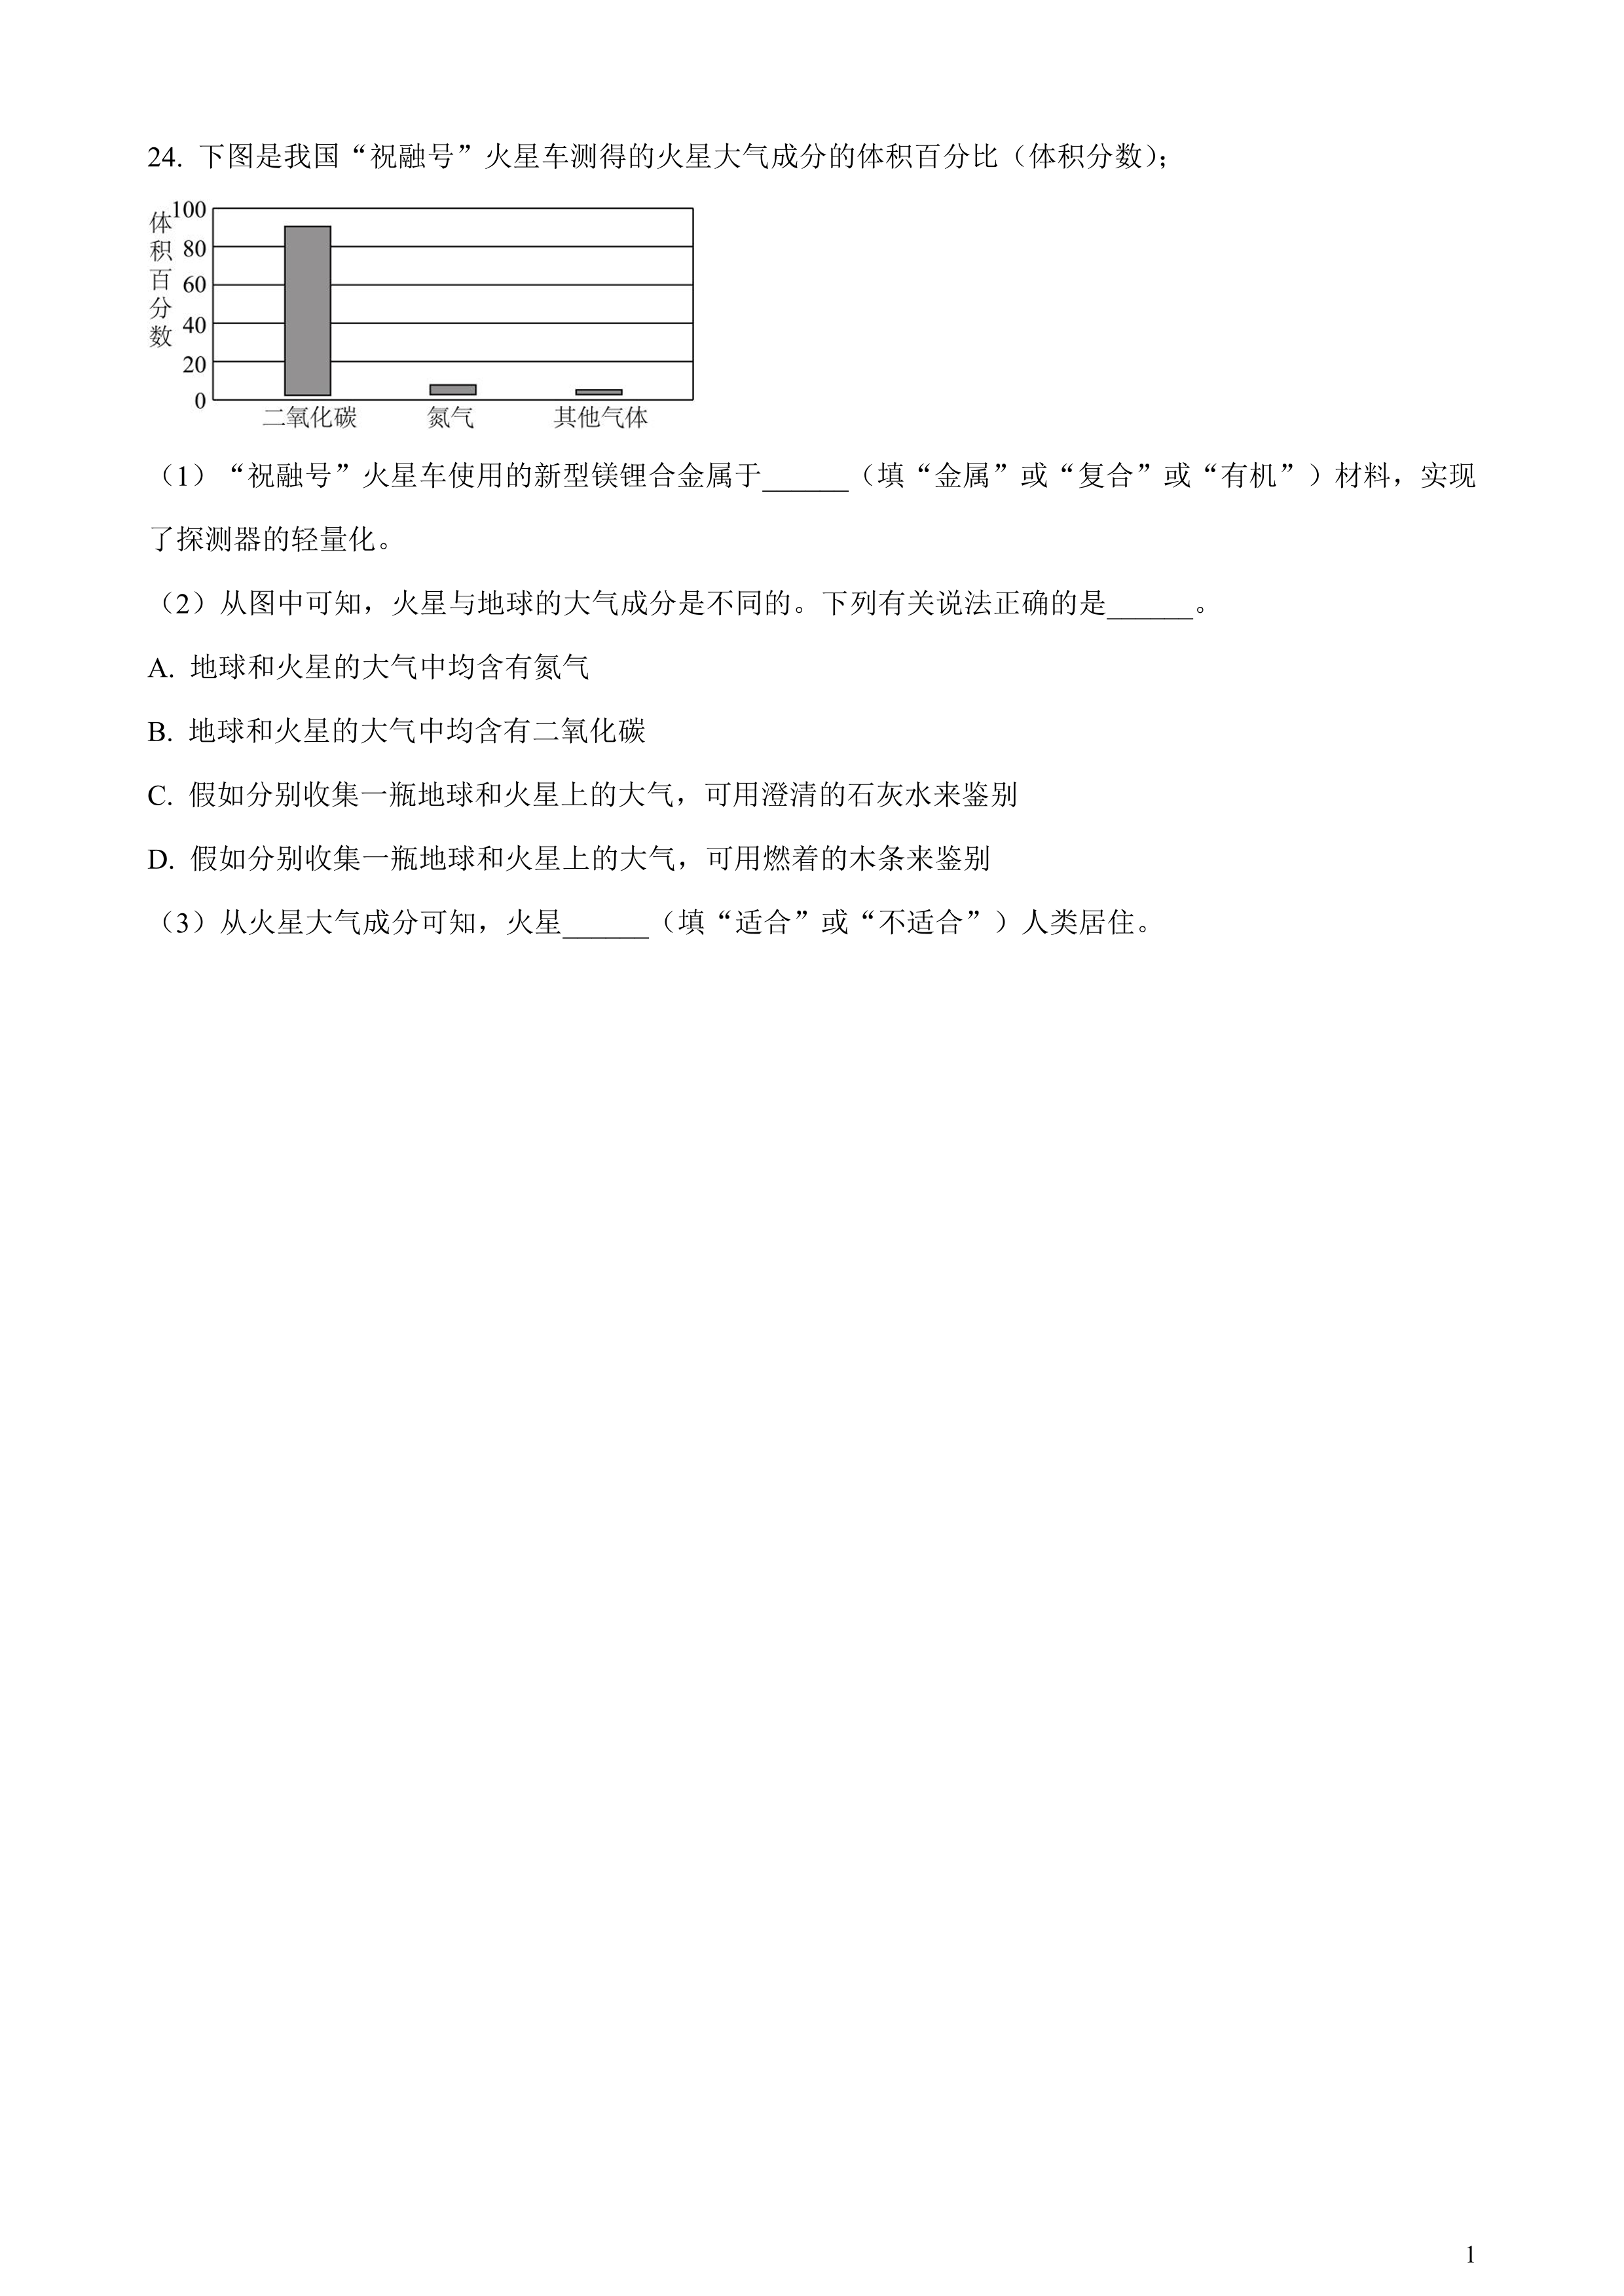 24. 下图是我国“祝融号”火星车测得的火星大气成分的体积百分比（体积分数）；
体积百分数
100
80
60
40
20
0
二氧化碳 氮气 其他气体
（1）“祝融号”火星车使用的新型镁锂合金属于______（填“金属”或“复合”或“有机”）材料，实现
了探测器的轻量化。
（2）从图中可知，火星与地球的大气成分是不同的。下列有关说法正确的是______。
A. 地球和火星的大气中均含有氮气
B. 地球和火星的大气中均含有二氧化碳
C. 假如分别收集一瓶地球和火星上的大气，可用澄清的石灰水来鉴别
D. 假如分别收集一瓶地球和火星上的大气，可用燃着的木条来鉴别
（3）从火星大气成分可知，火星______（填“适合”或“不适合”）人类居住。
1